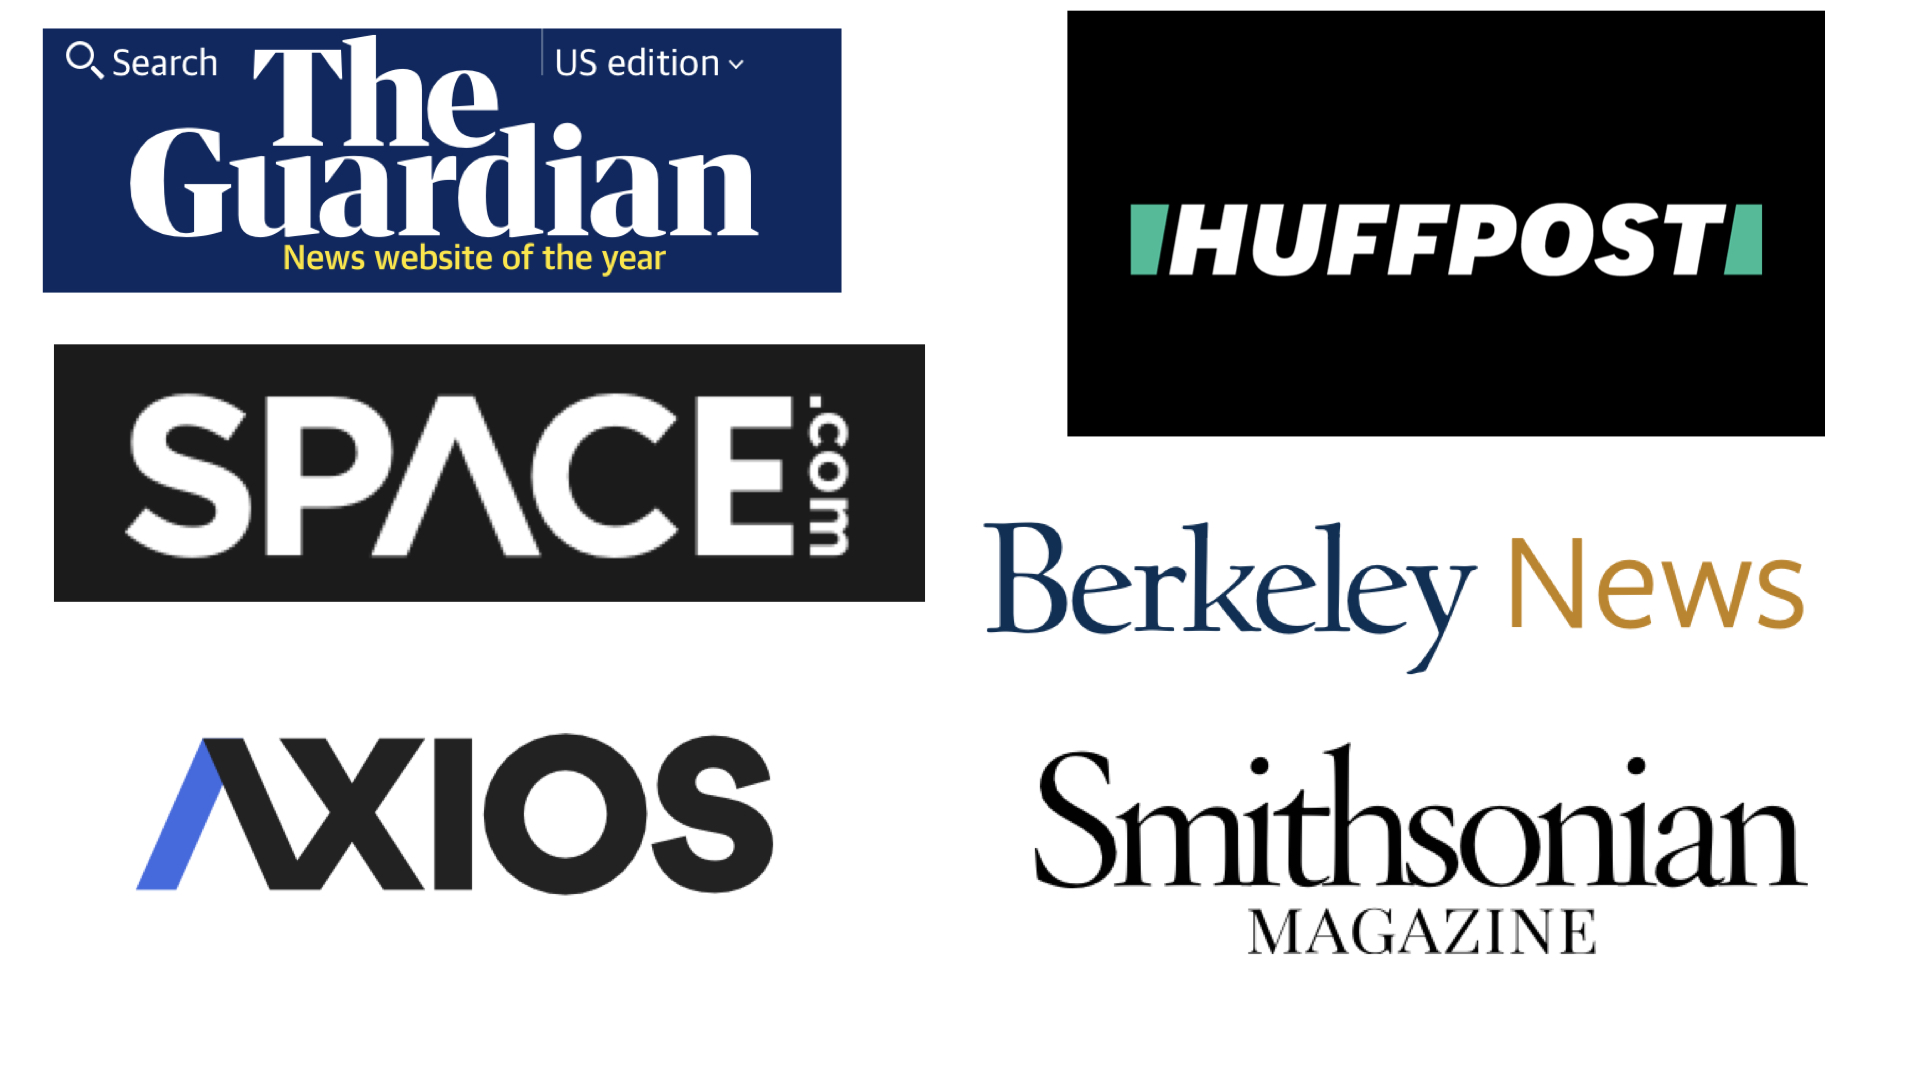 Search
US edition
The
Guardian
News website of the year
HUFFPOST
SPACE.com
Berkeley News
AXIOS
Smithsonian
MAGAZINE